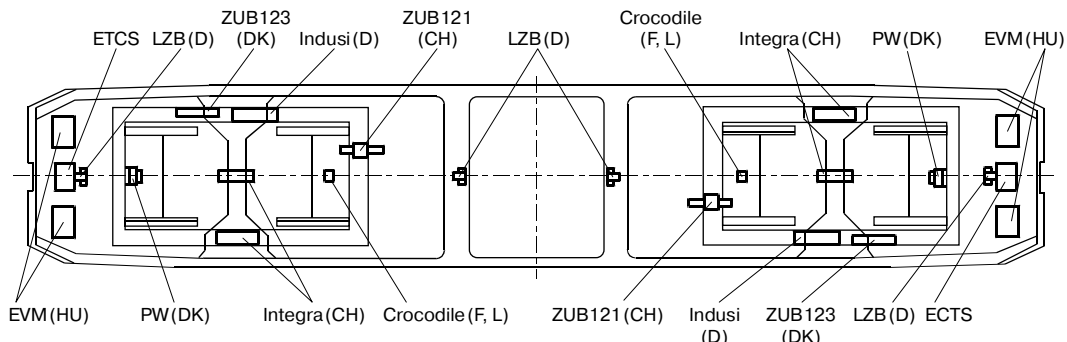 ETCS
LZB (D)
ZUB123
(DK)
Indusi (D)
ZUB121
(CH)
LZB (D)
Crocodile
(F, L)
Integra (CH)
PW (DK)
EVM (HU)
EVM (HU)
PW (DK)
Integra (CH)
Crocodile (F, L)
ZUB121 (CH)
Indusi
(D)
ZUB123
(DK)
LZB (D)
ECTS